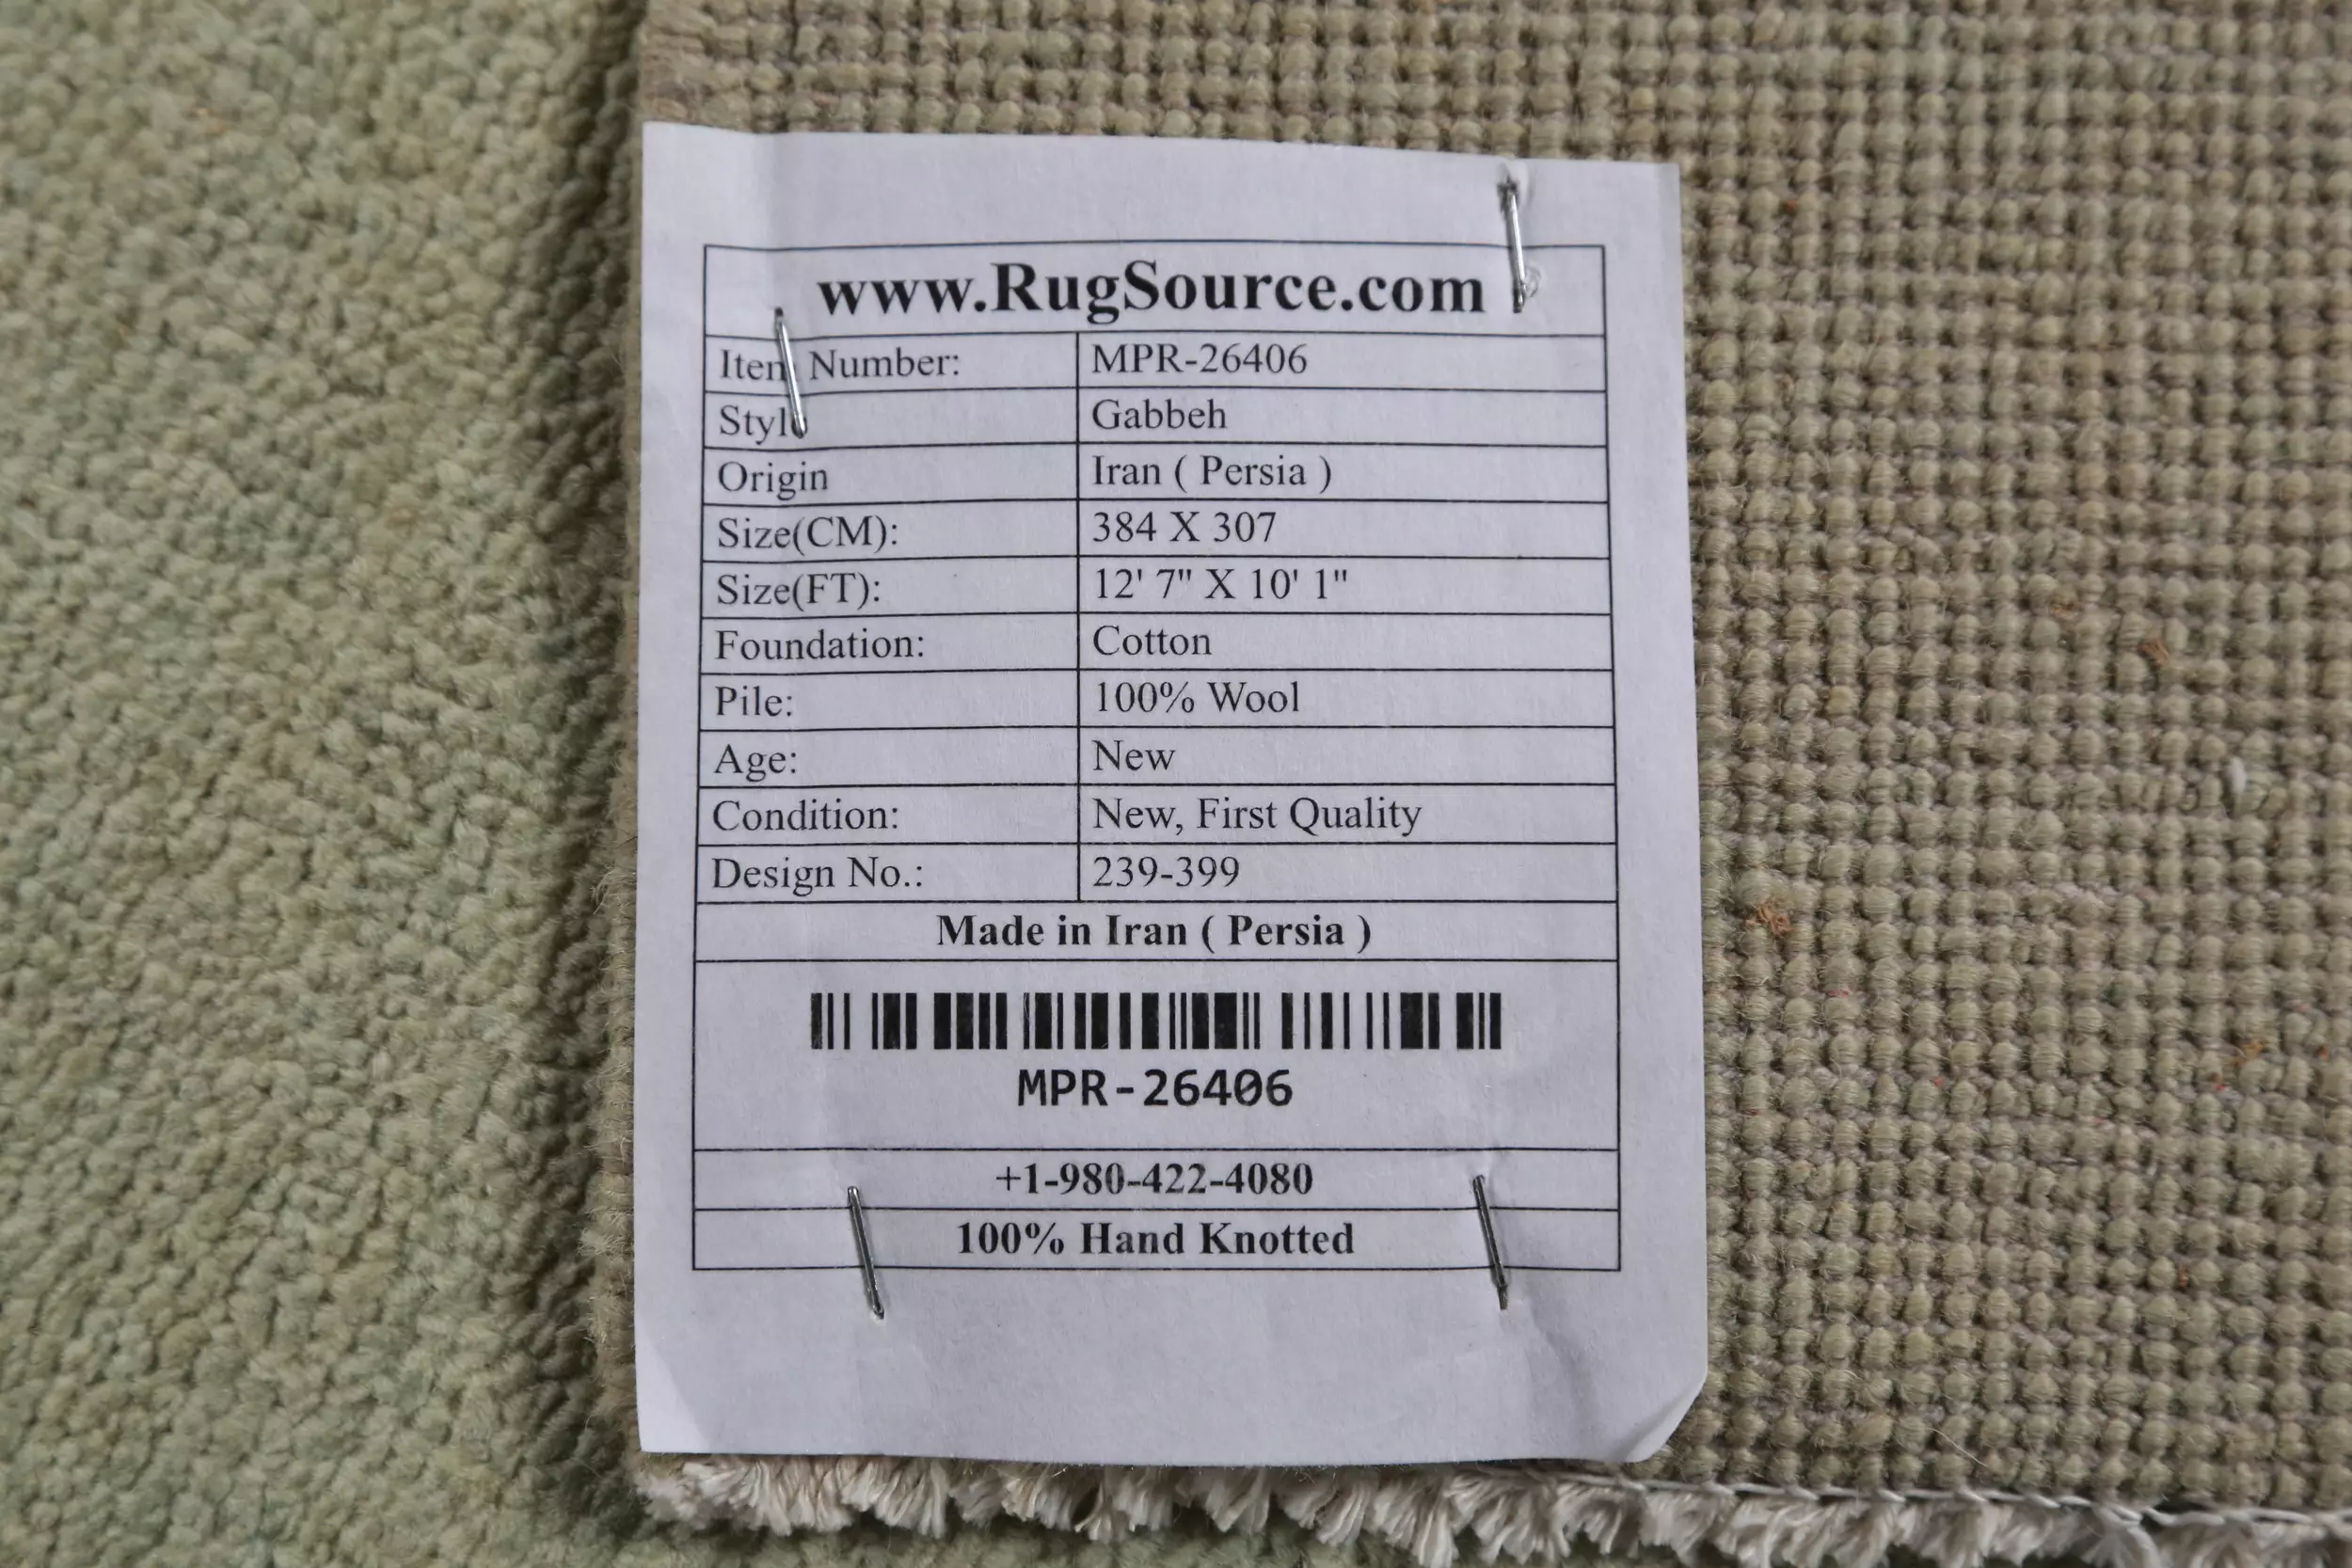 www.RugSource.com
Item Number: MPR-26406
Style Gabbeh
Origin Iran ( Persia )
Size(CM): 384 X 307
Size(FT): 12' 7" X 10' 1"
Foundation: Cotton
Pile: 100% Wool
Age: New
Condition: New, First Quality
Design No.: 239-399
Made in Iran ( Persia )
MPR-26406
+1-980-422-4080
100% Hand Knotted